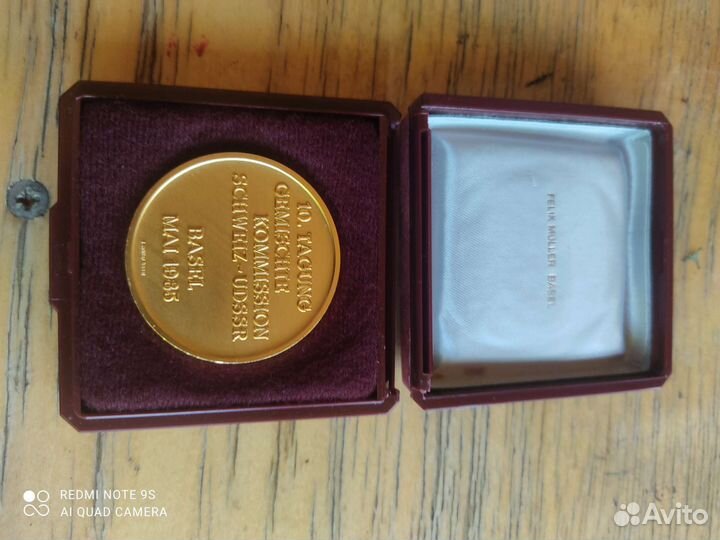 10. TAGUNG
GEMISCHTE
KOMMISSION
SCHWEIZ - UDSSR
BASEL
MAI 1985
FELIX MÜLLER BASEL
REDMI NOTE 9S
AI QUAD CAMERA
Avito